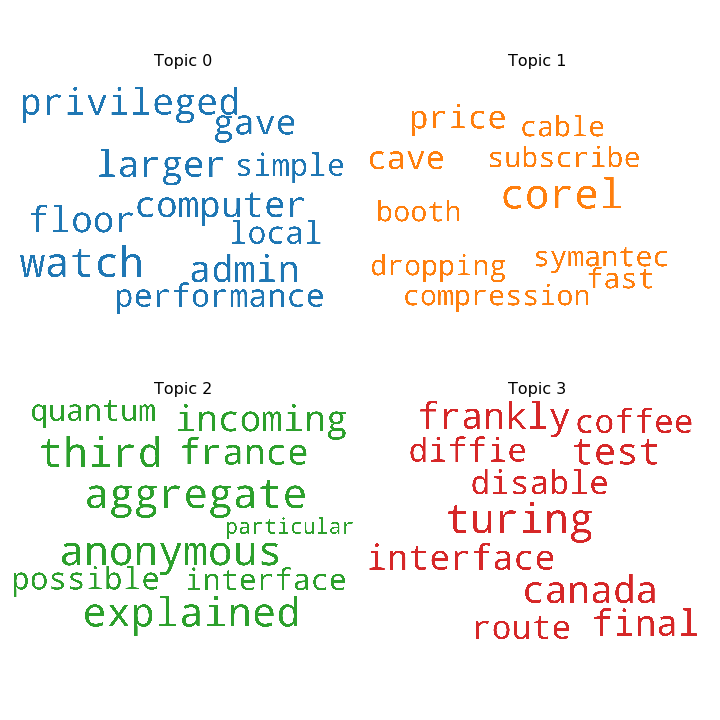 Topic 0
privileged
gave
larger simple
computer
floor
local
watch admin
performance
Topic 1
price cable
cave subscribe
corel
booth
symantec
dropping
fast
compression
Topic 2
quantum incoming
third france
aggregate
particular
anonymous
possible interface
explained
Topic 3
frankly coffee
diffie test
disable
turing
interface
canada
route final